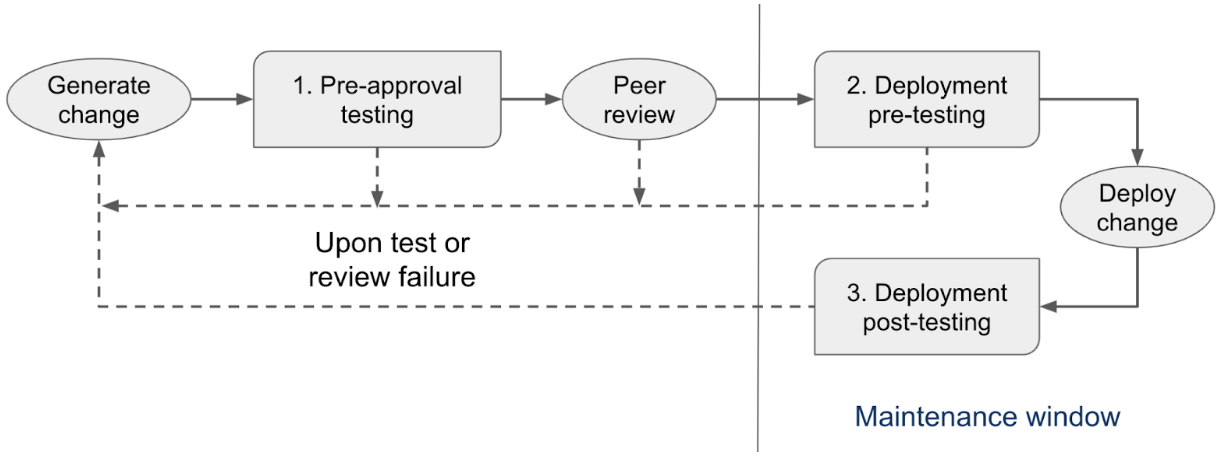 Generate
change
1. Pre-approval
testing
Peer
review
2. Deployment
pre-testing
Deploy
change
Upon test or
review failure
3. Deployment
post-testing
Maintenance window